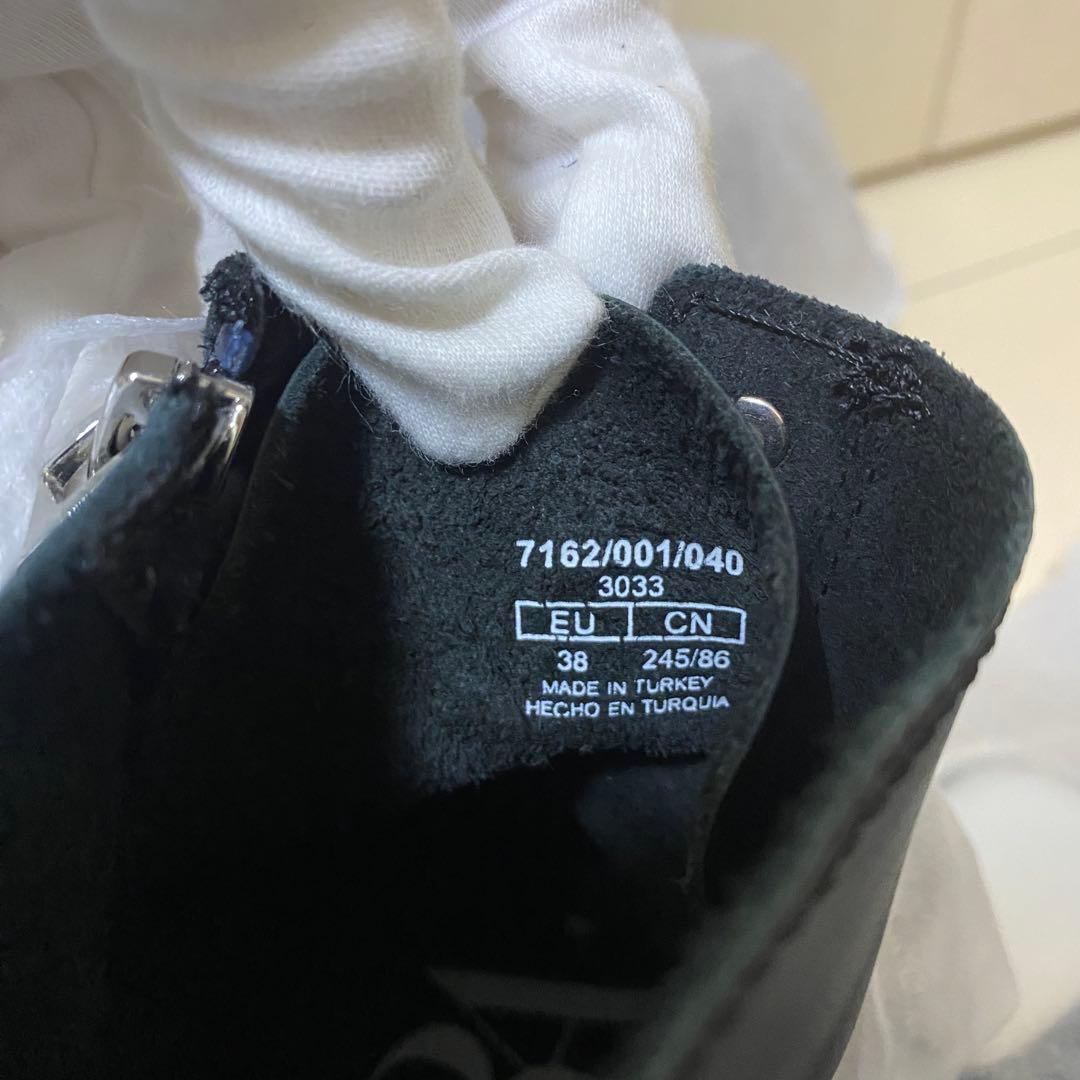 7162/001/040
3033
EU CN
38 245/86
MADE IN TURKEY
HECHO EN TURQUIA